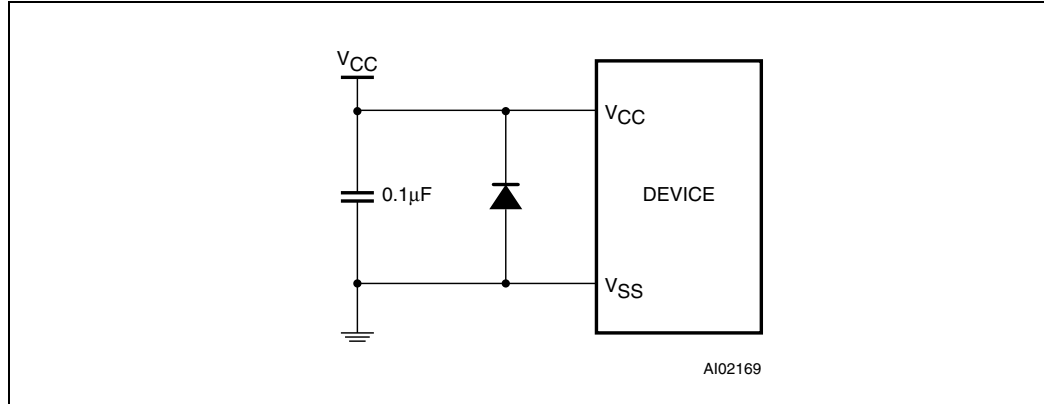 VCC
VCC
0.1μF
DEVICE
VSS
AI02169